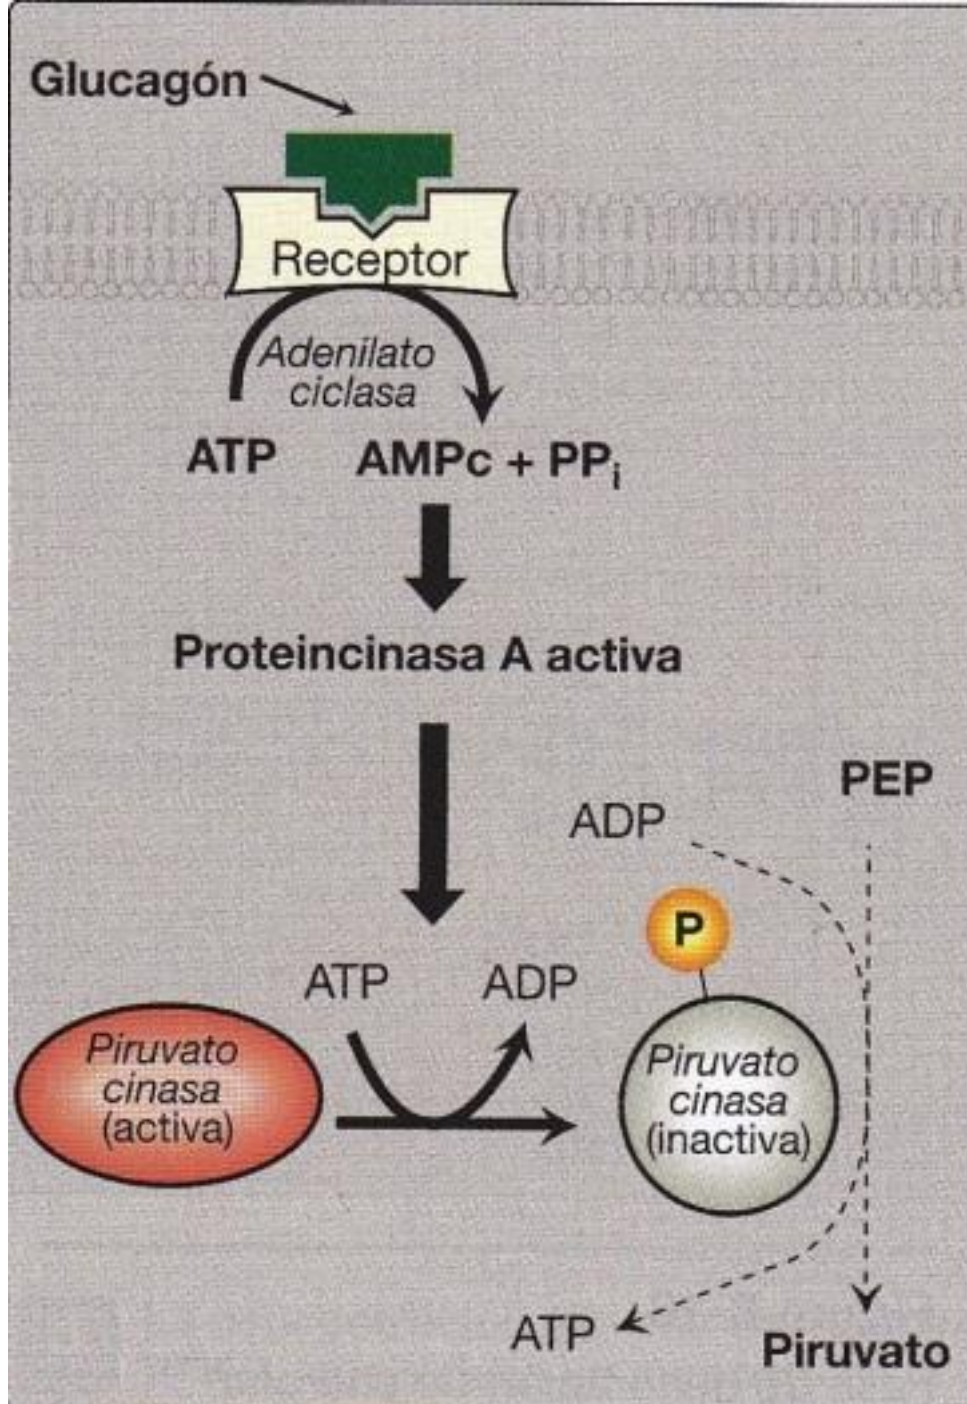 Glucagón
Receptor
Adenilato
ciclasa
ATP
AMPc + PPi
Proteincinasa A activa
PEP
ADP
P
ATP
ADP
Piruvato
cinasa
(activa)
Piruvato
cinasa
(inactiva)
ATP
Piruvato